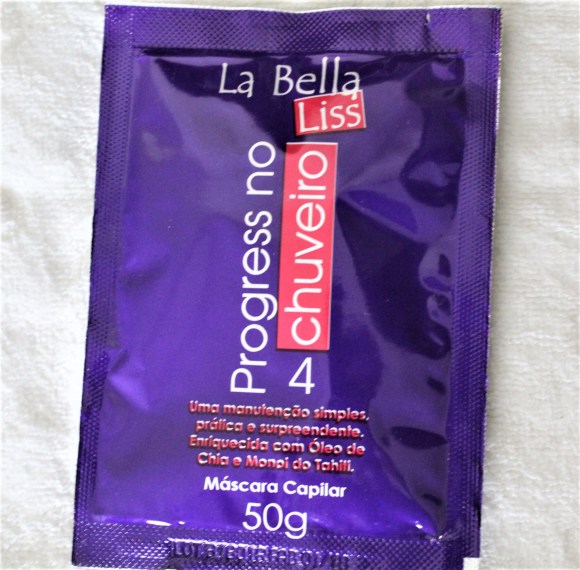 La Bella
Liss
Progress no
chuveiro
4
Uma manutenção simples,
prática e surpreendente.
Enriquecida com Óleo de
Chia e Monoi do Tahiti.
Máscara Capilar
50g